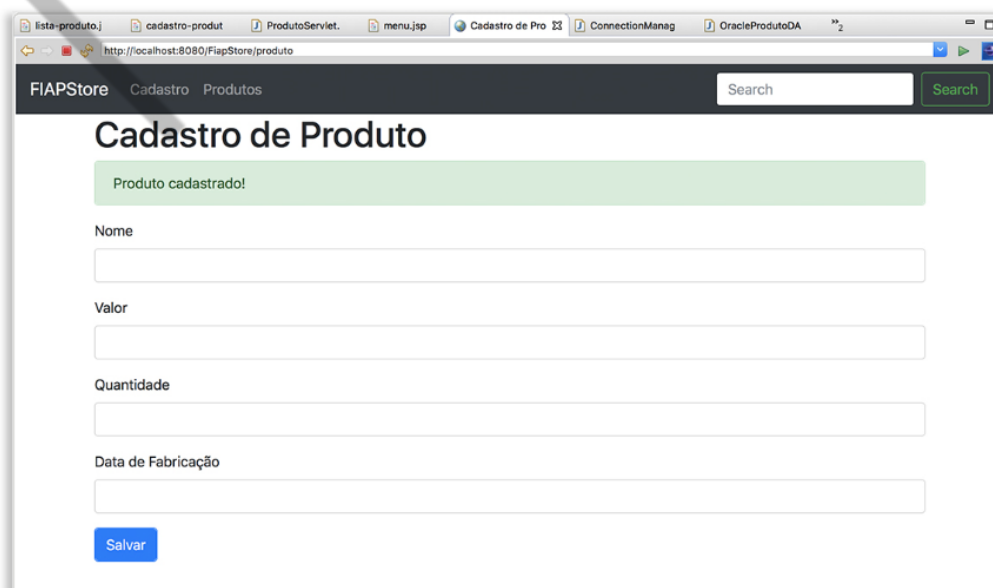 lista-produto.j cadastro-produt ProdutoServlet. menu.jsp Cadastro de Pro ConnectionManag OracleProdutoDA »2
http://localhost:8080/FiapStore/produto
FIAPStore Cadastro Produtos Search Search
Cadastro de Produto
Produto cadastrado!
Nome
Valor
Quantidade
Data de Fabricação
Salvar